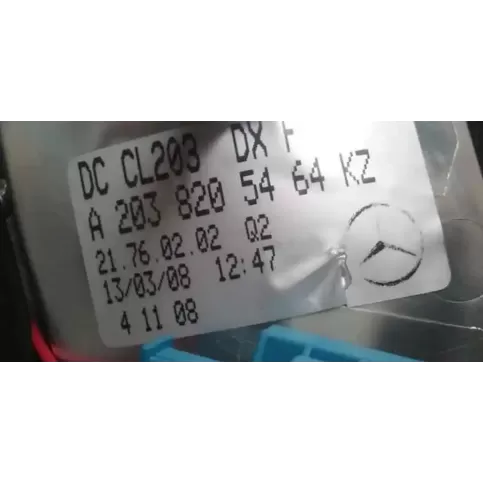 DC CL203 DX F
A 203 820 54 64 KZ
21.76.02.02 Q2
13/03/08 12:47
4 11 08